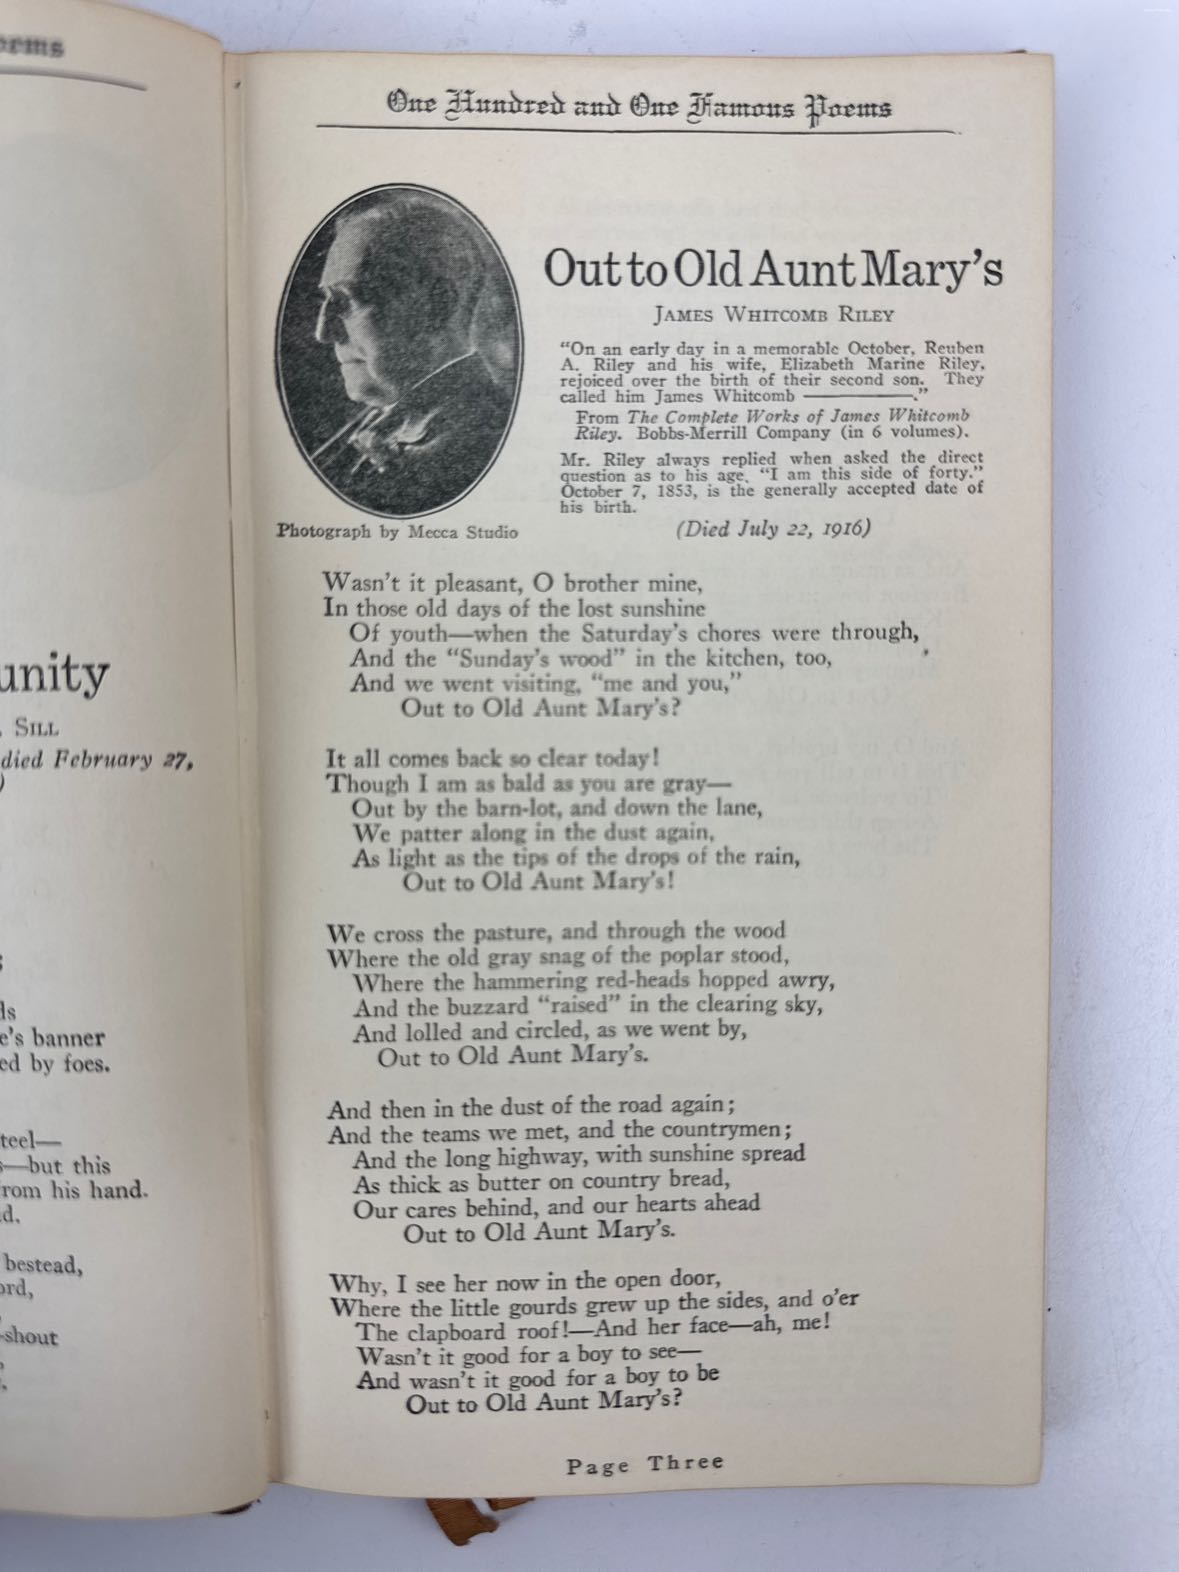 One Hundred and One Famous Poems
Out to Old Aunt Mary's
James Whitcomb Riley
"On an early day in a memorable October, Reuben
A. Riley and his wife, Elizabeth Marine Riley,
rejoiced over the birth of their second son. They
called him James Whitcomb ————."
From The Complete Works of James Whitcomb
Riley. Bobbs-Merrill Company (in 6 volumes).
Mr. Riley always replied when asked the direct
question as to his age, "I am this side of forty."
October 7, 1853, is the generally accepted date of
his birth.
(Died July 22, 1916)
Photograph by Mecca Studio
Wasn't it pleasant, O brother mine,
In those old days of the lost sunshine
Of youth—when the Saturday's chores were through,
And the "Sunday's wood" in the kitchen, too,
And we went visiting, "me and you,"
Out to Old Aunt Mary's?
It all comes back so clear today!
Though I am as bald as you are gray—
Out by the barn-lot, and down the lane,
We patter along in the dust again,
As light as the tips of the drops of the rain,
Out to Old Aunt Mary's!
We cross the pasture, and through the wood
Where the old gray snag of the poplar stood,
Where the hammering red-heads hopped awry,
And the buzzard "raised" in the clearing sky,
And lolled and circled, as we went by,
Out to Old Aunt Mary's.
And then in the dust of the road again;
And the teams we met, and the countrymen;
And the long highway, with sunshine spread
As thick as butter on country bread,
Our cares behind, and our hearts ahead
Out to Old Aunt Mary's.
Why, I see her now in the open door,
Where the little gourds grew up the sides, and o'er
The clapboard roof!—And her face—ah, me!
Wasn't it good for a boy to see—
And wasn't it good for a boy to be
Out to Old Aunt Mary's?
Page Three
Sill
died February 27,
e's banner
ed by foes.
—but this
rom his hand.
bestead,
-shout